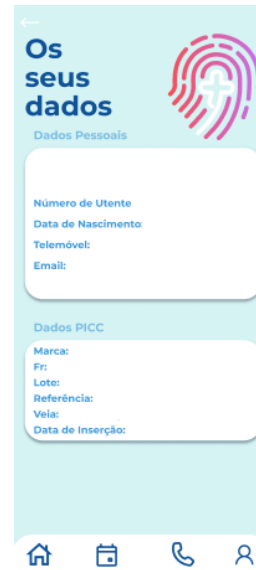 Os
seus
dados
Dados Pessoais
Número de Utente
Data de Nascimento:
Telemóvel:
Email:
Dados PICC
Marca:
Fr:
Lote:
Referência:
Veia:
Data de Inserção: